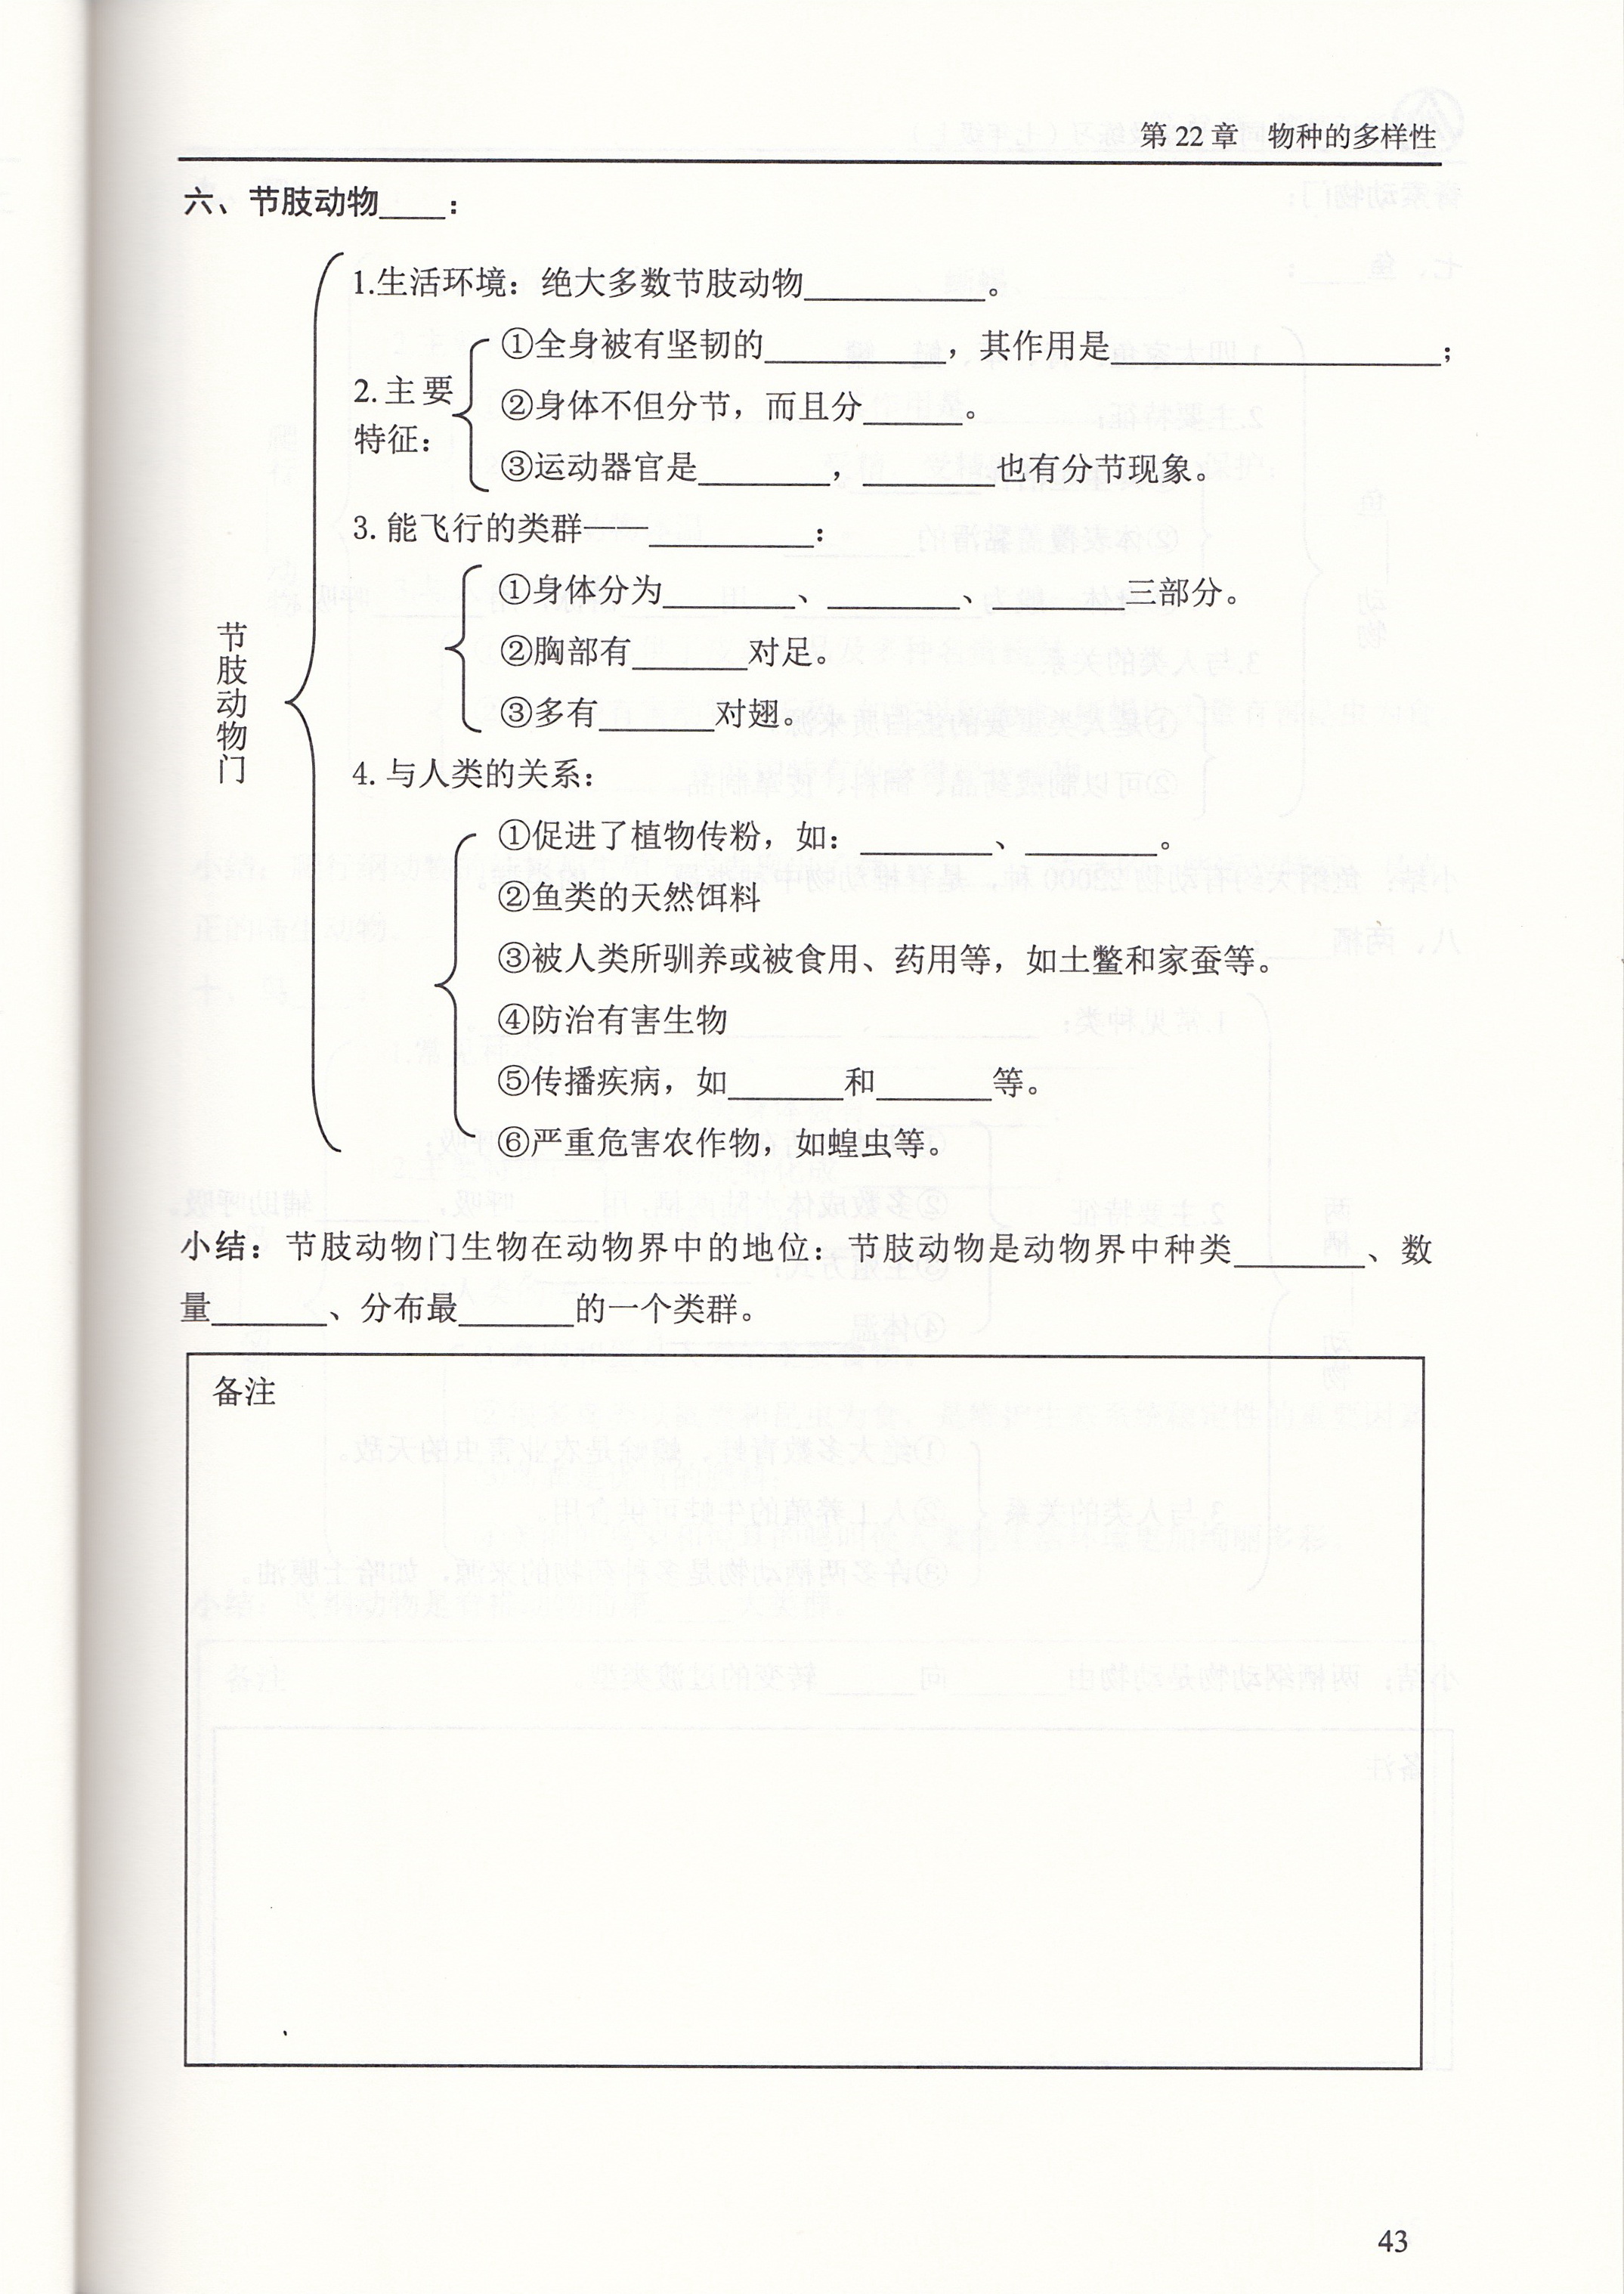 第 22 章　物种的多样性
六、节肢动物____：
1.生活环境：绝大多数节肢动物___________。
①全身被有坚韧的___________，其作用是____________________；
2.主要特征：
②身体不但分节，而且分______。
③运动器官是________，________也有分节现象。
3. 能飞行的类群——__________：
①身体分为________、________、________三部分。
②胸部有_______对足。
③多有_______对翅。
节肢动物门
4. 与人类的关系：
①促进了植物传粉，如：________、________。
②鱼类的天然饵料
③被人类所驯养或被食用、药用等，如土鳖和家蚕等。
④防治有害生物
⑤传播疾病，如_______和_______等。
⑥严重危害农作物，如蝗虫等。
小结：节肢动物门生物在动物界中的地位：节肢动物是动物界中种类________、数
量_______、分布最_______的一个类群。
备注
43